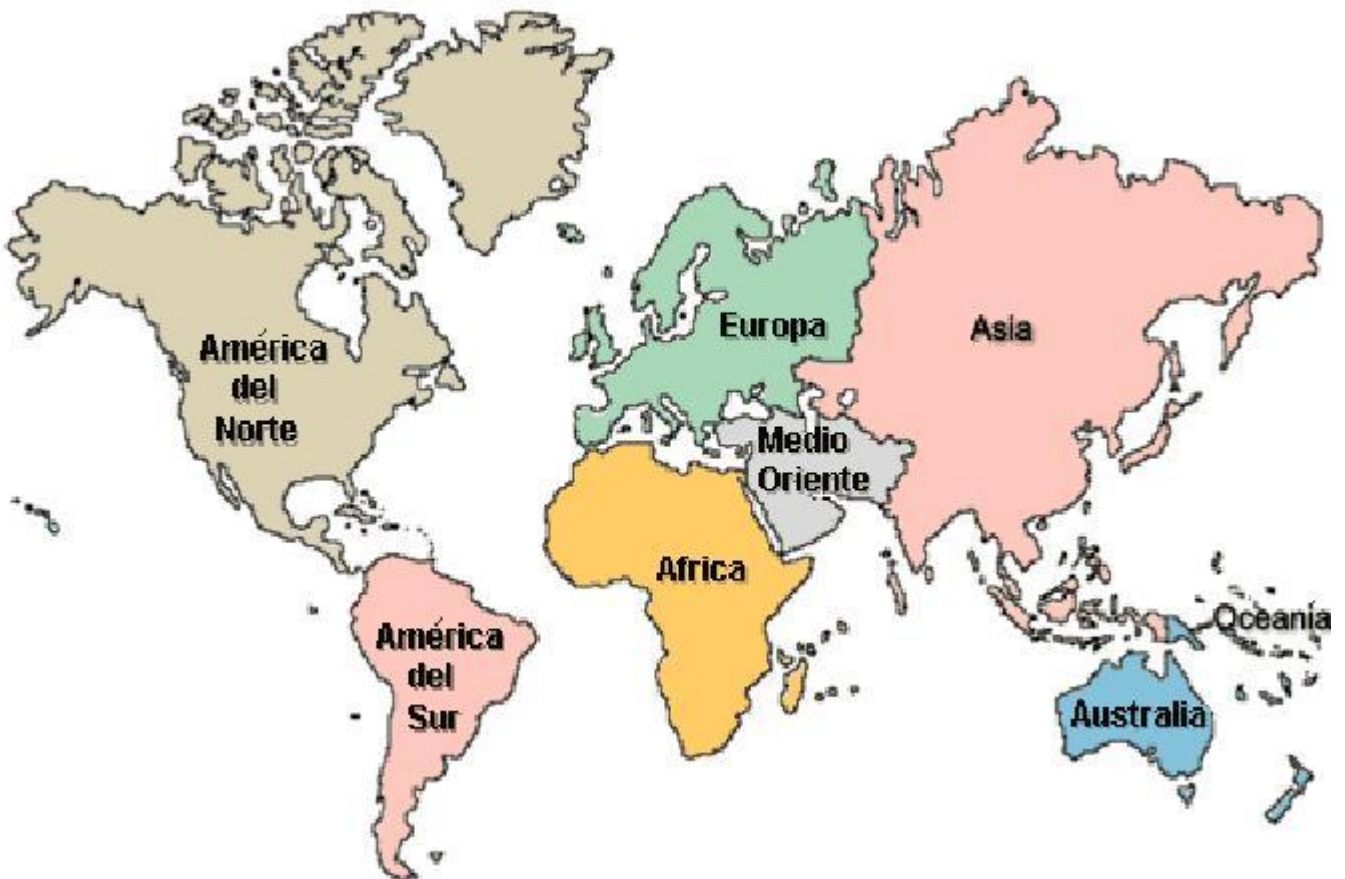 América
del
Norte
Europa
Asia
Medio
Oriente
Africa
América
del
Sur
Oceanía
Australia